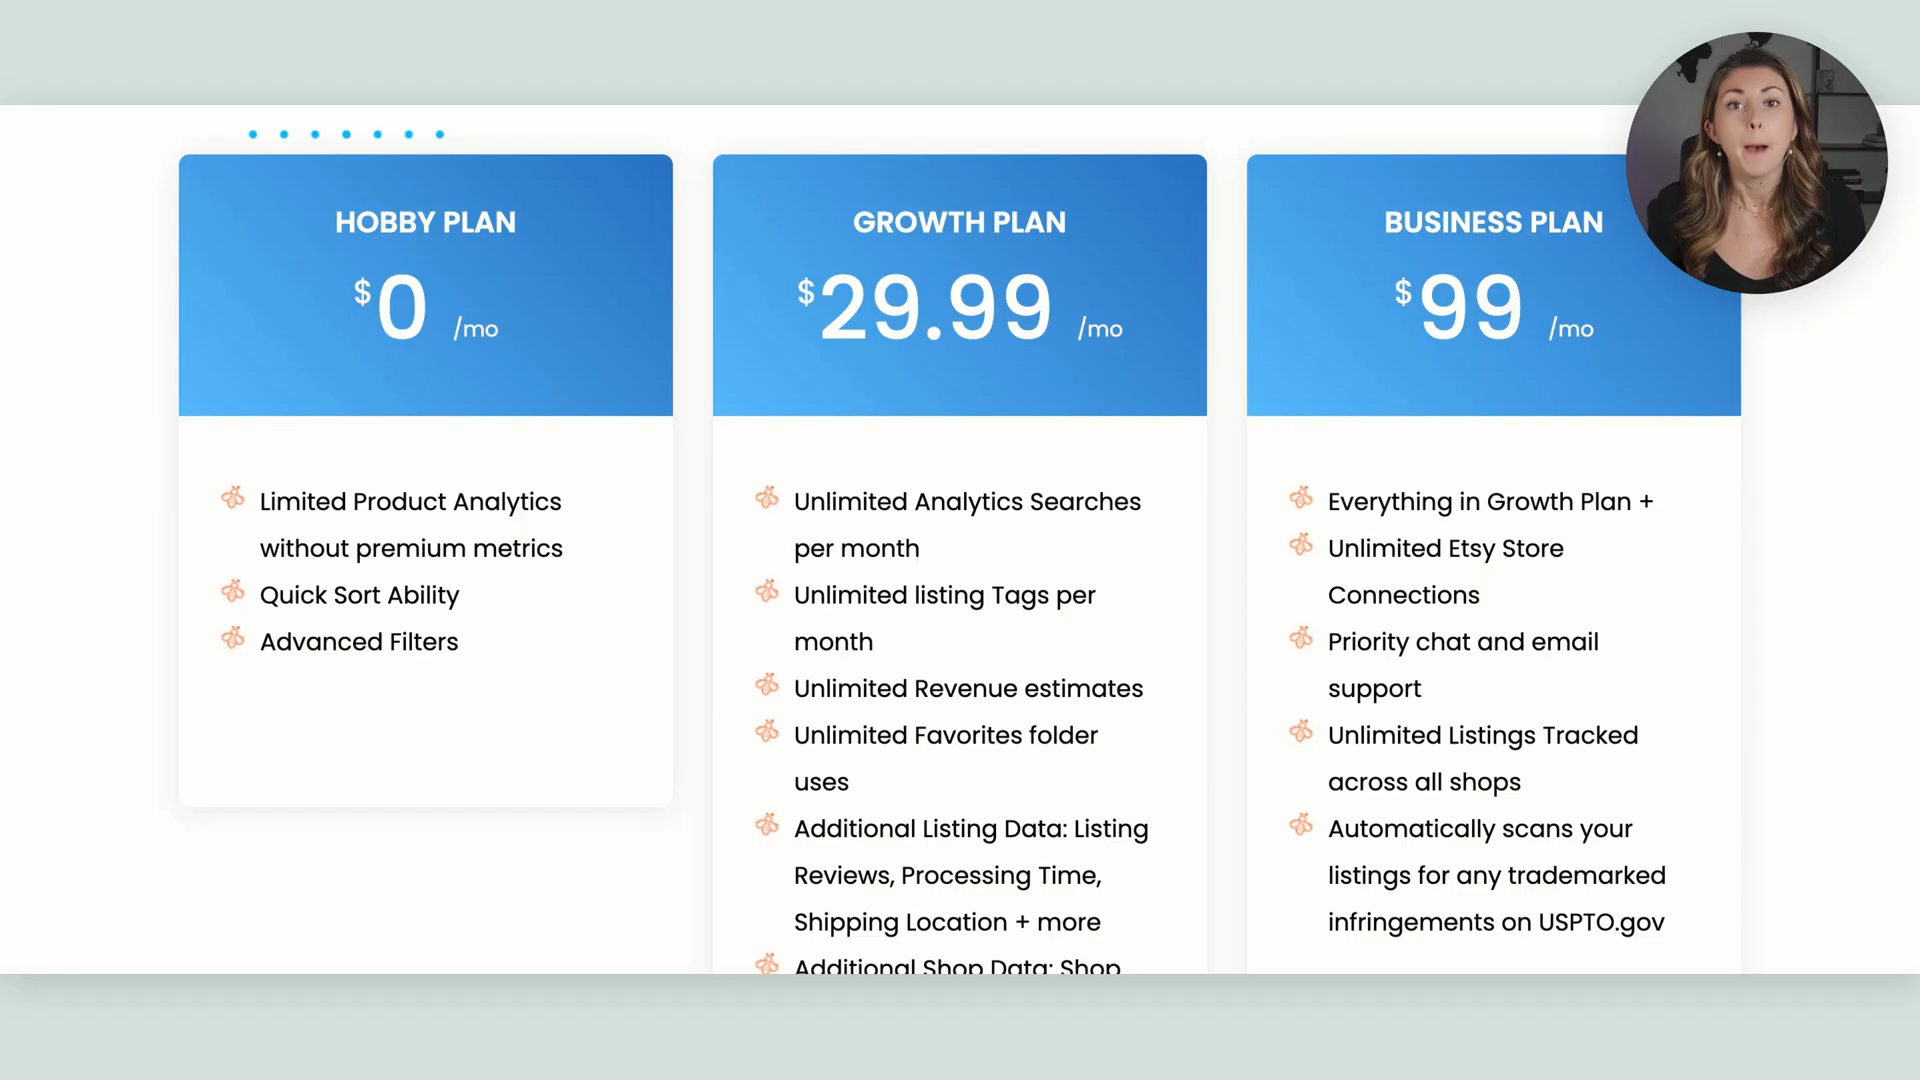 HOBBY PLAN
$0 /mo
Limited Product Analytics
without premium metrics
Quick Sort Ability
Advanced Filters
GROWTH PLAN
$29.99 /mo
Unlimited Analytics Searches
per month
Unlimited listing Tags per
month
Unlimited Revenue estimates
Unlimited Favorites folder
uses
Additional Listing Data: Listing
Reviews, Processing Time,
Shipping Location + more
Additional Shop Data: Shop
BUSINESS PLAN
$99 /mo
Everything in Growth Plan +
Unlimited Etsy Store
Connections
Priority chat and email
support
Unlimited Listings Tracked
across all shops
Automatically scans your
listings for any trademarked
infringements on USPTO.gov